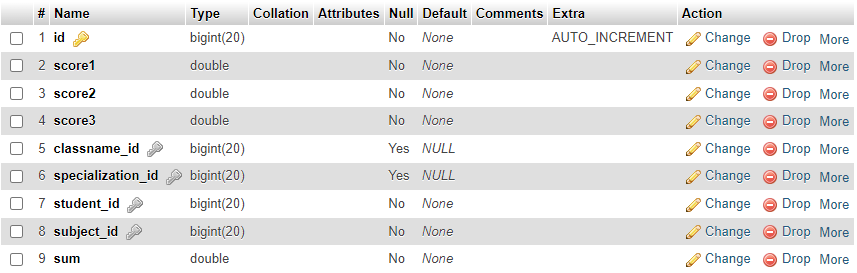 # Name Type Collation Attributes Null Default Comments Extra Action
1 id bigint(20) No None AUTO_INCREMENT Change Drop More
2 score1 double No None Change Drop More
3 score2 double No None Change Drop More
4 score3 double No None Change Drop More
5 classname_id bigint(20) Yes NULL Change Drop More
6 specialization_id bigint(20) Yes NULL Change Drop More
7 student_id bigint(20) No None Change Drop More
8 subject_id bigint(20) No None Change Drop More
9 sum double No None Change Drop More